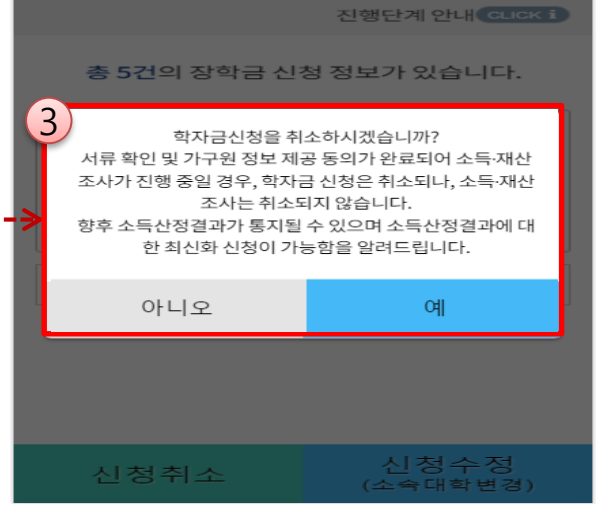 진행단계 안내 CLICK i
총 5건의 장학금 신청 정보가 있습니다.
3
학자금신청을 취소하시겠습니까?
서류 확인 및 가구원 정보 제공 동의가 완료되어 소득·재산
조사가 진행 중일 경우, 학자금 신청은 취소되나, 소득·재산
조사는 취소되지 않습니다.
향후 소득산정결과가 통지될 수 있으며 소득산정결과에 대
한 최신화 신청이 가능함을 알려드립니다.
아니오 예
신청취소 신청수정
(소속대학변경)